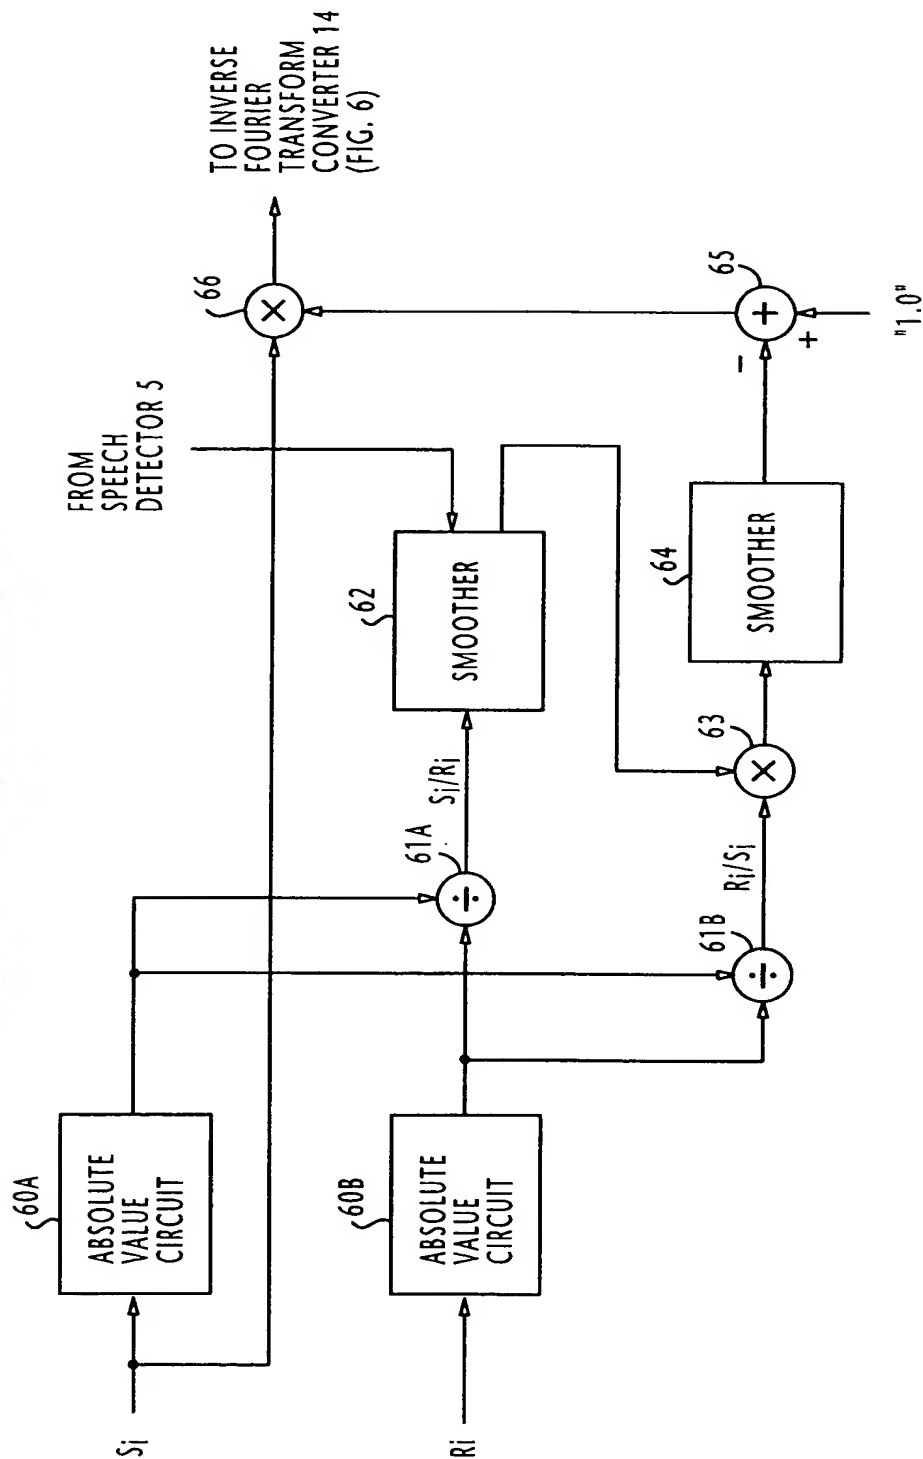 Si
60A
ABSOLUTE
VALUE
CIRCUIT
Ri
60B
ABSOLUTE
VALUE
CIRCUIT
61A
÷
Si/Ri
61B
÷
Ri/Si
62
SMOOTHER
FROM
SPEECH
DETECTOR 5
63
×
64
SMOOTHER
65
+
-
+
"1.0"
66
×
TO INVERSE
FOURIER
TRANSFORM
CONVERTER 14
(FIG. 6)